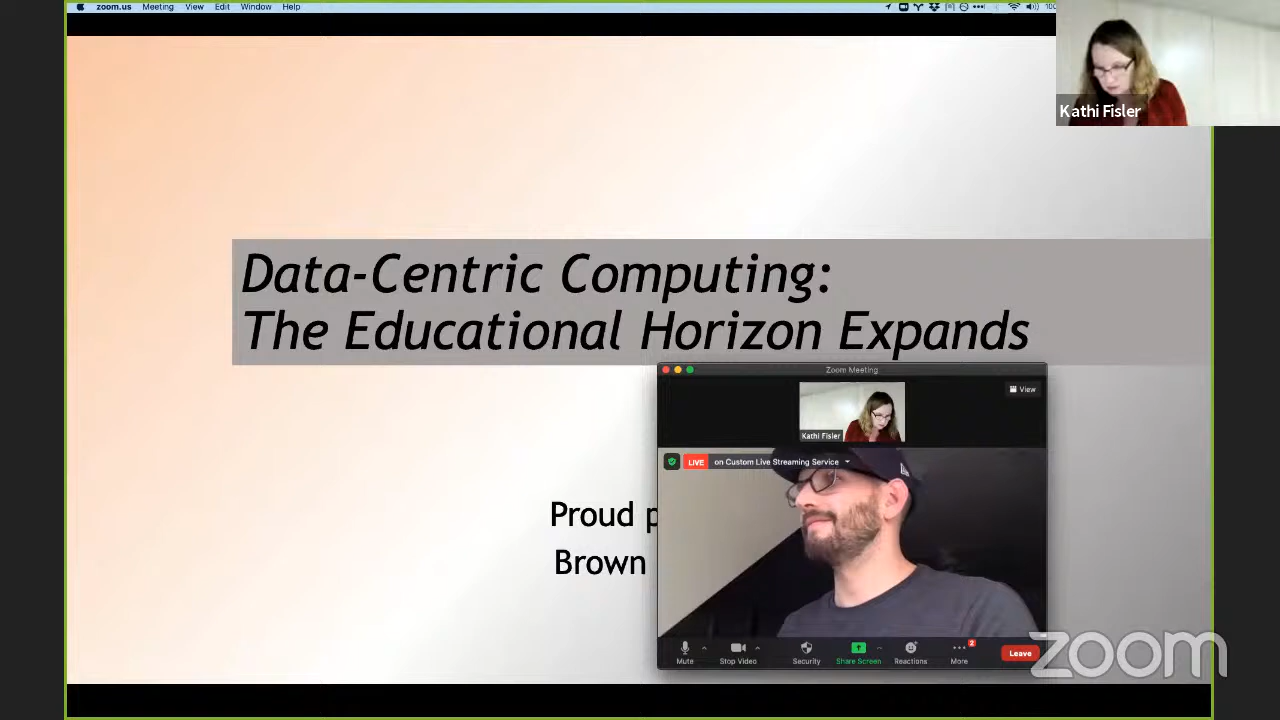 zoom.us Meeting View Edit Window Help
Kathi Fisler
Data-Centric Computing:
The Educational Horizon Expands
Zoom Meeting
View
Kathi Fisler
LIVE on Custom Live Streaming Service
Proud
Brown
Mute Stop Video Security Share Screen Reactions More Leave
2
zoom